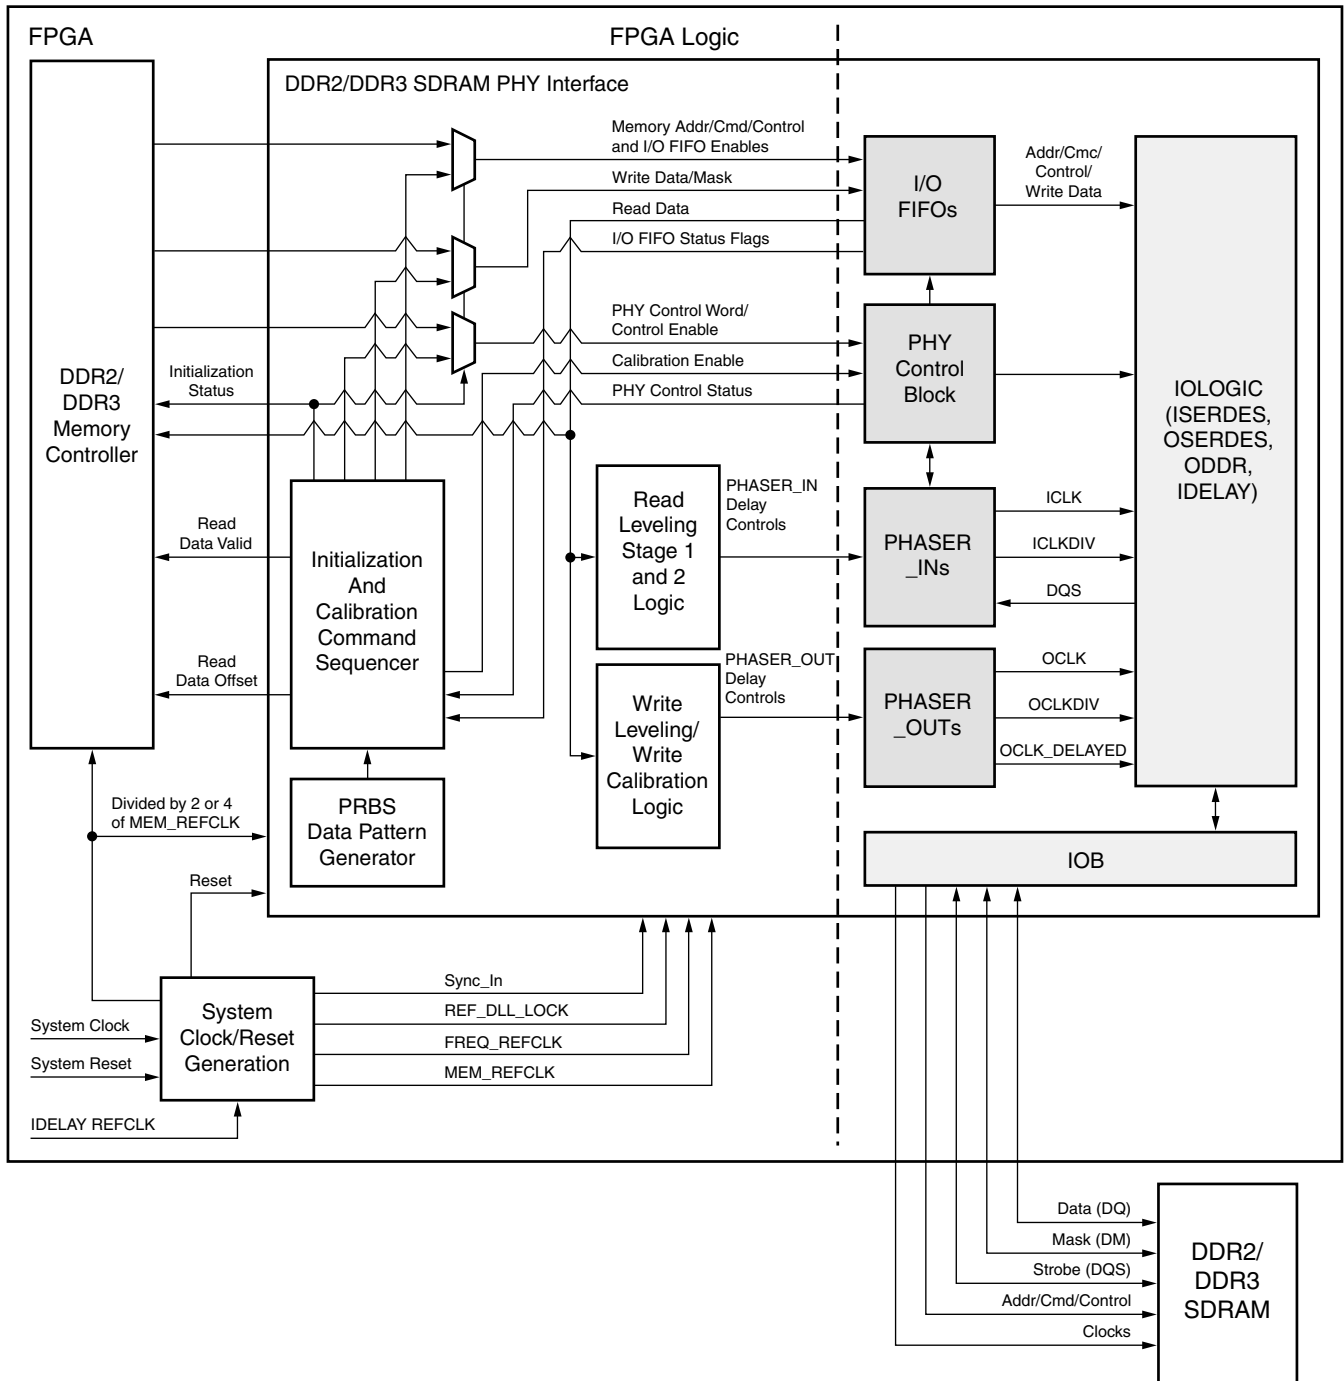 FPGA
FPGA Logic
DDR2/DDR3 SDRAM PHY Interface
Memory Addr/Cmd/Control
and I/O FIFO Enables
Write Data/Mask
Read Data
I/O FIFO Status Flags
I/O
FIFOs
Addr/Cmc/
Control/
Write Data
PHY Control Word/
Control Enable
Calibration Enable
PHY Control Status
PHY
Control
Block
IOLOGIC
(ISERDES,
OSERDES,
ODDR,
IDELAY)
DDR2/
DDR3
Memory
Controller
Initialization
Status
Read
Data Valid
Read
Data Offset
Initialization
And
Calibration
Command
Sequencer
Read
Leveling
Stage 1
and 2
Logic
PHASER_IN
Delay
Controls
PHASER
_INs
ICLK
ICLKDIV
DQS
Write
Leveling/
Write
Calibration
Logic
PHASER_OUT
Delay
Controls
PHASER
_OUTs
OCLK
OCLKDIV
OCLK_DELAYED
PRBS
Data Pattern
Generator
Divided by 2 or 4
of MEM_REFCLK
Reset
IOB
System
Clock/Reset
Generation
System Clock
System Reset
IDELAY REFCLK
Sync_In
REF_DLL_LOCK
FREQ_REFCLK
MEM_REFCLK
Data (DQ)
Mask (DM)
Strobe (DQS)
Addr/Cmd/Control
Clocks
DDR2/
DDR3
SDRAM